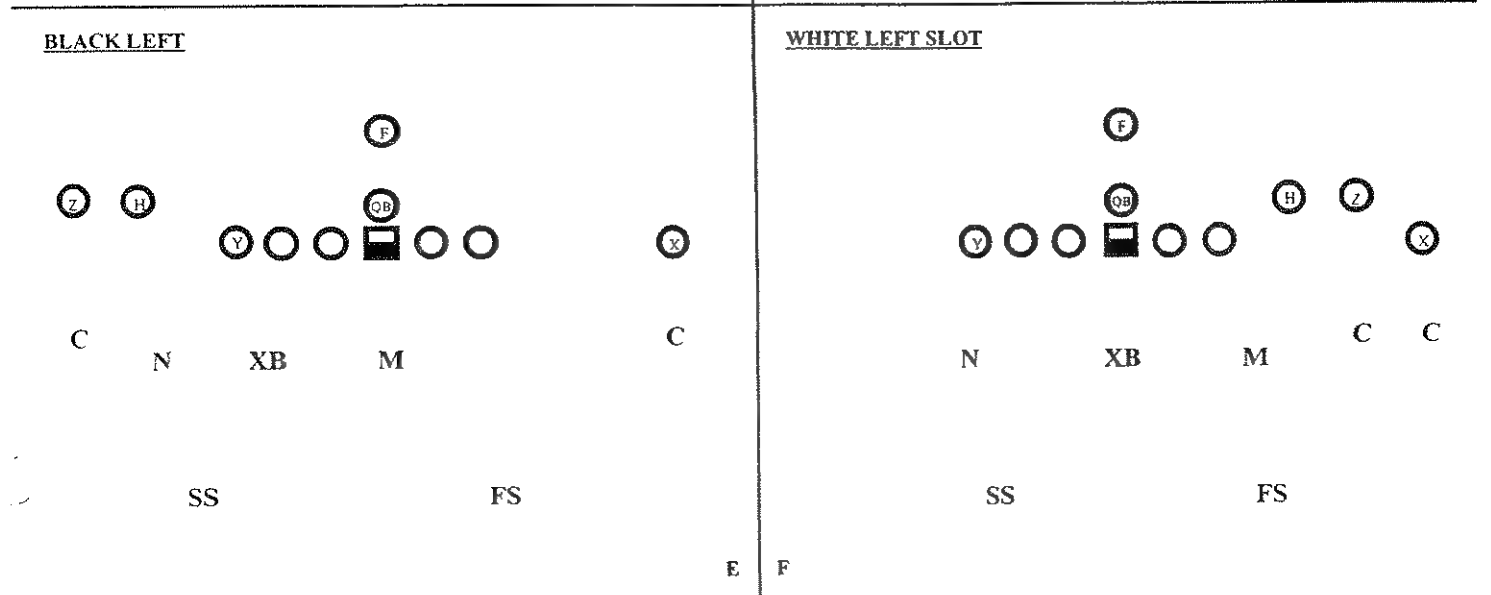 BLACK LEFT
F
Z H QB
Y X
C C
N XB M
SS FS
E
WHITE LEFT SLOT
F
H Z
QB
Y X
C C
N XB M
SS FS
F